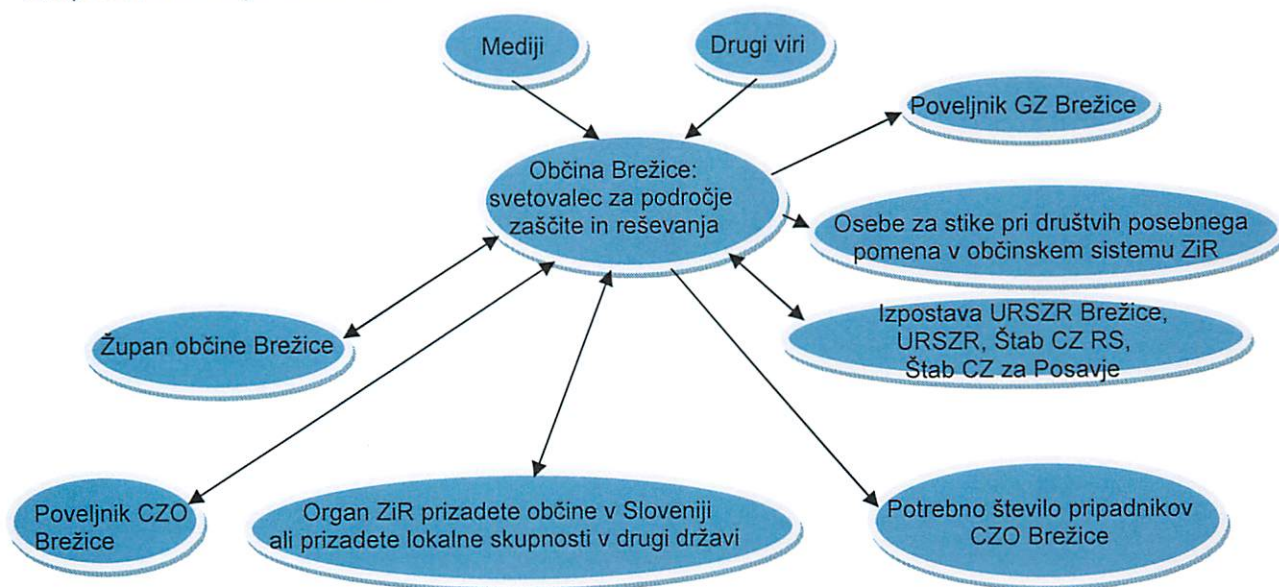 Mediji
Drugi viri
Poveljnik GZ Brežice
Občina Brežice:
svetovalec za področje
zaščite in reševanja
Osebe za stike pri društvih posebnega
pomena v občinskem sistemu ZiR
Izpostava URSZR Brežice,
URSZR, Štab CZ RS,
Štab CZ za Posavje
Župan občine Brežice
Poveljnik CZO
Brežice
Organ ZiR prizadete občine v Sloveniji
ali prizadete lokalne skupnosti v drugi državi
Potrebno število pripadnikov
CZO Brežice